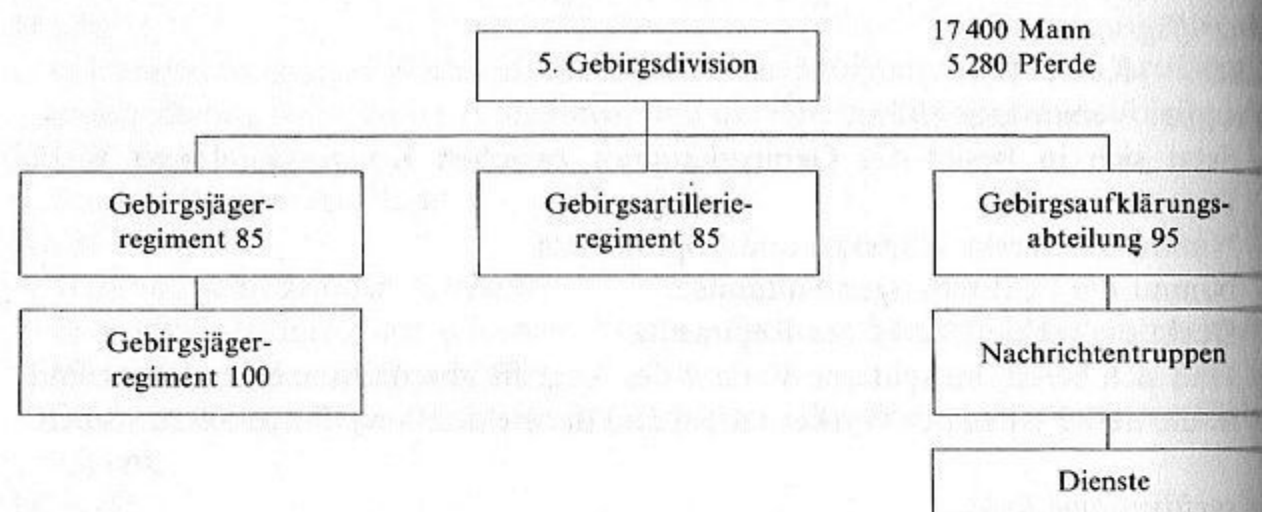 17 400 Mann
5 280 Pferde
5. Gebirgsdivision
Gebirgsjäger-
regiment 85
Gebirgsartillerie-
regiment 85
Gebirgsaufklärungs-
abteilung 95
Gebirgsjäger-
regiment 100
Nachrichtentruppen
Dienste